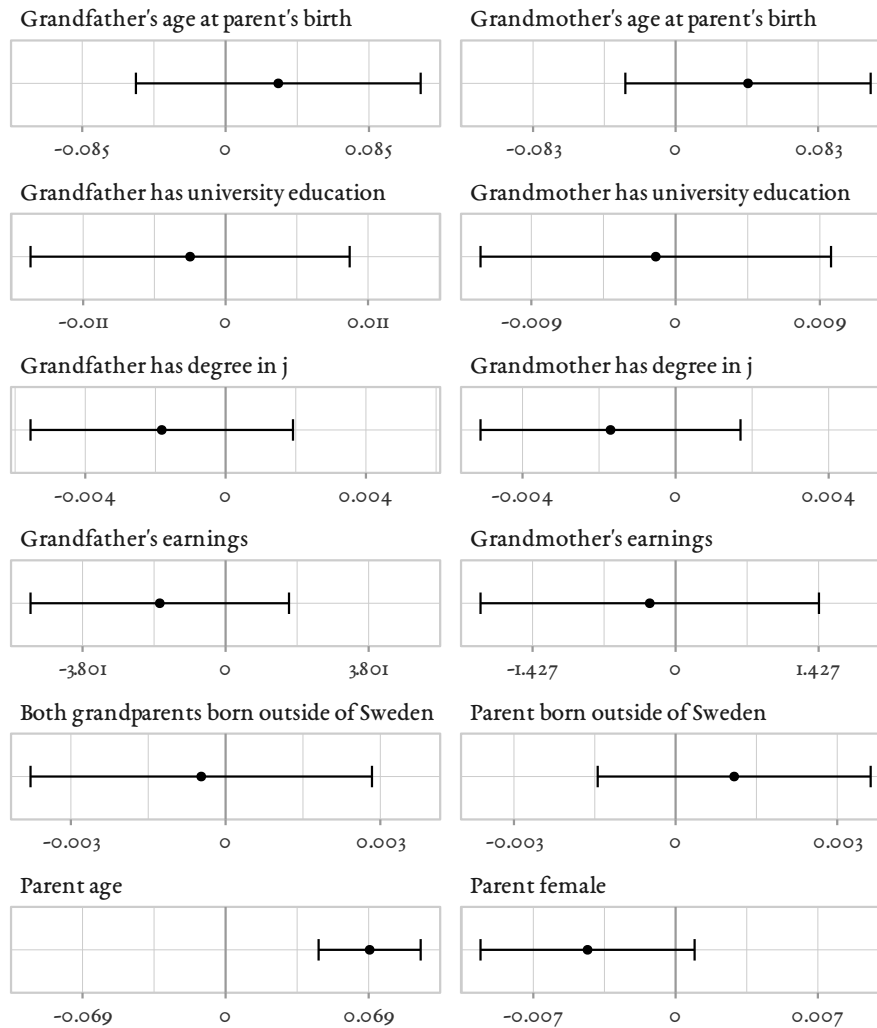 Grandfather's age at parent's birth
Grandmother's age at parent's birth
-0.085 0 0.085
-0.083 0 0.083
Grandfather has university education
Grandmother has university education
-0.011 0 0.011
-0.009 0 0.009
Grandfather has degree in j
Grandmother has degree in j
-0.004 0 0.004
-0.004 0 0.004
Grandfather's earnings
Grandmother's earnings
-3.801 0 3.801
-1.427 0 1.427
Both grandparents born outside of Sweden
Parent born outside of Sweden
-0.003 0 0.003
-0.003 0 0.003
Parent age
Parent female
-0.069 0 0.069
-0.007 0 0.007